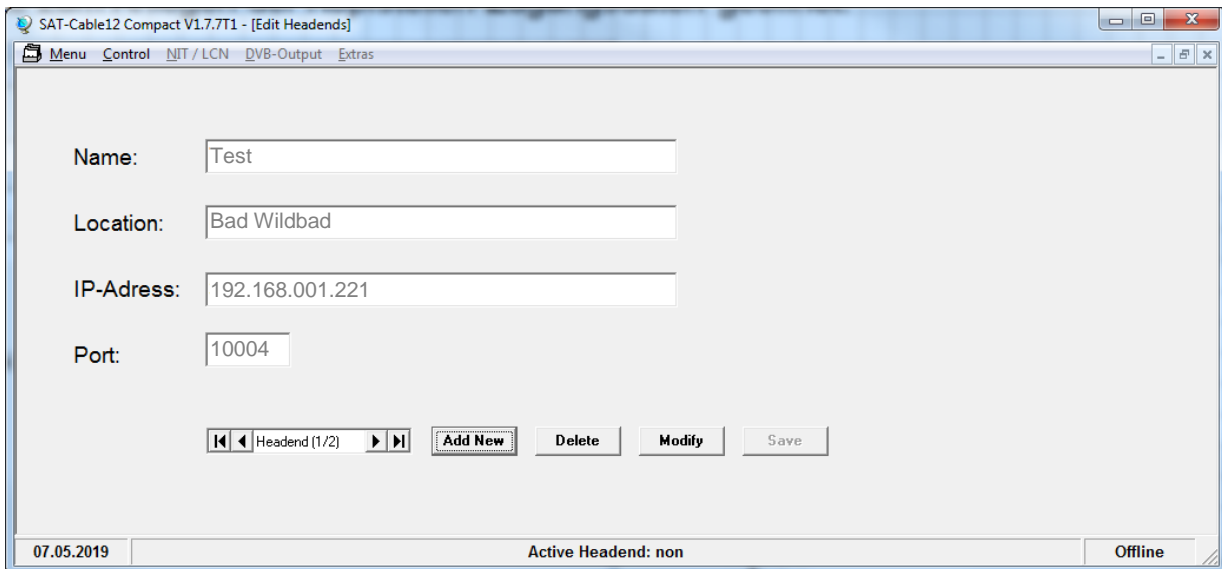 SAT-Cable12 Compact V1.7.7T1 - [Edit Headends]
Menu Control NIT / LCN DVB-Output Extras
Name: Test
Location: Bad Wildbad
IP-Adress: 192.168.001.221
Port: 10004
Headend (1/2) Add New Delete Modify Save
07.05.2019 Active Headend: non Offline